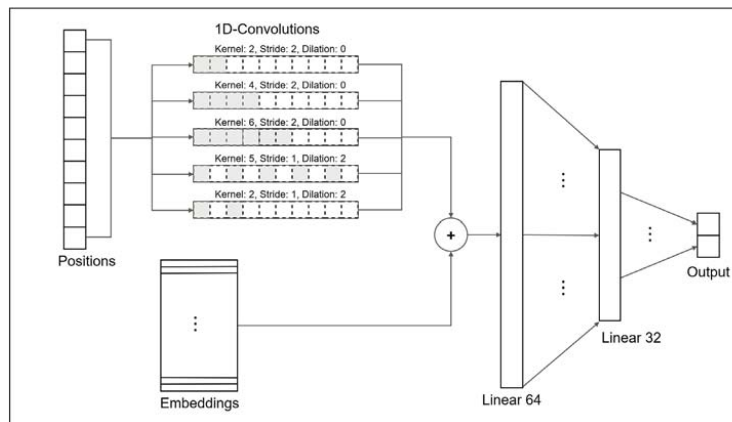 1D-Convolutions
Kernel: 2, Stride: 2, Dilation: 0
Kernel: 4, Stride: 2, Dilation: 0
Kernel: 6, Stride: 2, Dilation: 0
Kernel: 5, Stride: 1, Dilation: 2
Kernel: 2, Stride: 1, Dilation: 2
Positions
+
Output
Linear 32
Linear 64
Embeddings